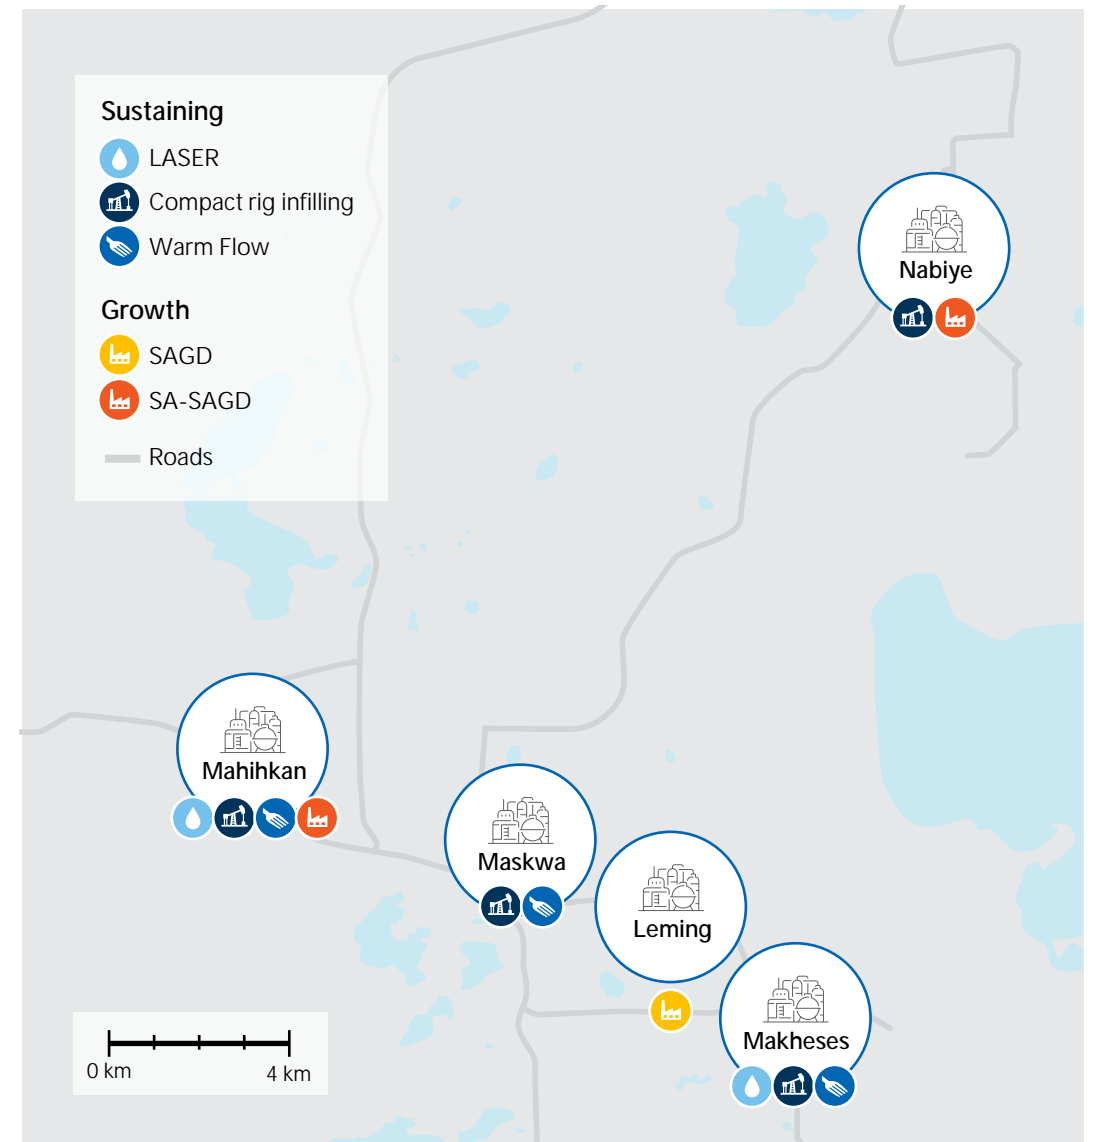 Sustaining
LASER
Compact rig infilling
Warm Flow
Growth
SAGD
SA-SAGD
Roads
Nabiye
Mahihkan
Maskwa
Leming
Makheses
0 km
4 km